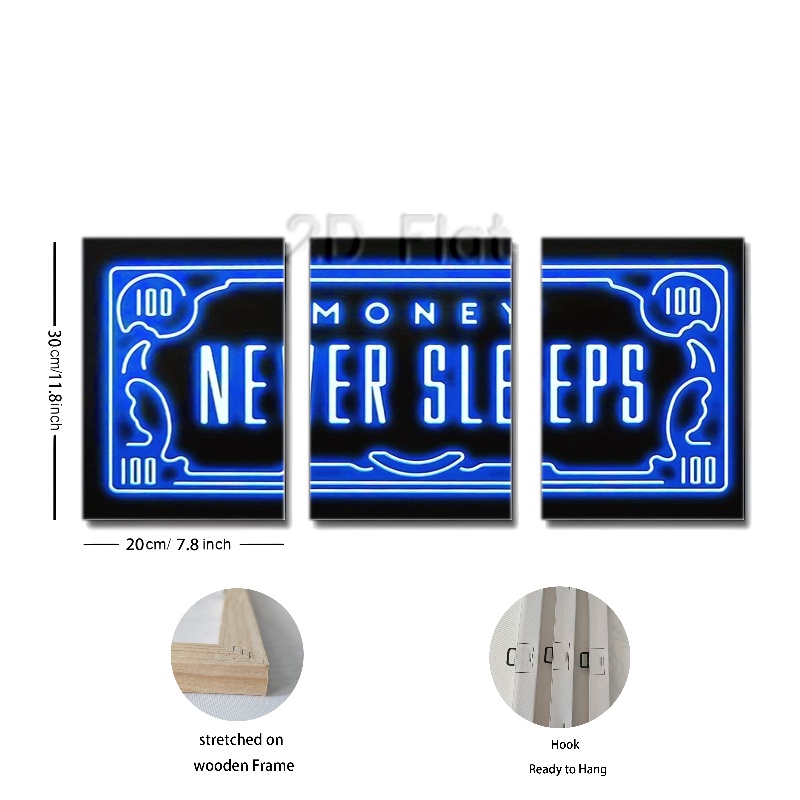 2D Flat
100
100
MONEY
NEVER SLEEPS
100
100
30cm/11.8inch
20cm/ 7.8 inch
stretched on
wooden Frame
Hook
Ready to Hang